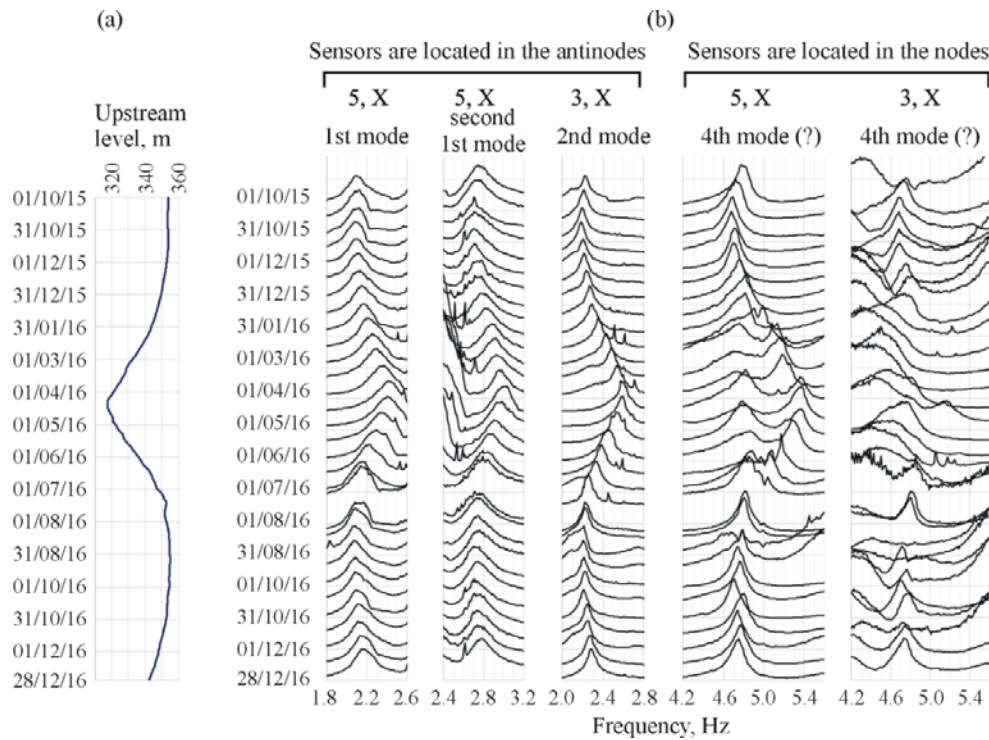 (a)
(b)
Sensors are located in the antinodes
Sensors are located in the nodes
5, X
5, X
3, X
5, X
3, X
Upstream
level, m
1st mode
second
1st mode
2nd mode
4th mode (?)
4th mode (?)
320
340
360
01/10/15
31/10/15
01/12/15
31/12/15
31/01/16
01/03/16
01/04/16
01/05/16
01/06/16
01/07/16
01/08/16
31/08/16
01/10/16
31/10/16
01/12/16
28/12/16
01/10/15
31/10/15
01/12/15
31/12/15
31/01/16
01/03/16
01/04/16
01/05/16
01/06/16
01/07/16
01/08/16
31/08/16
01/10/16
31/10/16
01/12/16
28/12/16
1.8 2.2 2.6
2.4 2.8 3.2
2.0 2.4 2.8
4.2 5.0
4.2 5.0
Frequency, Hz